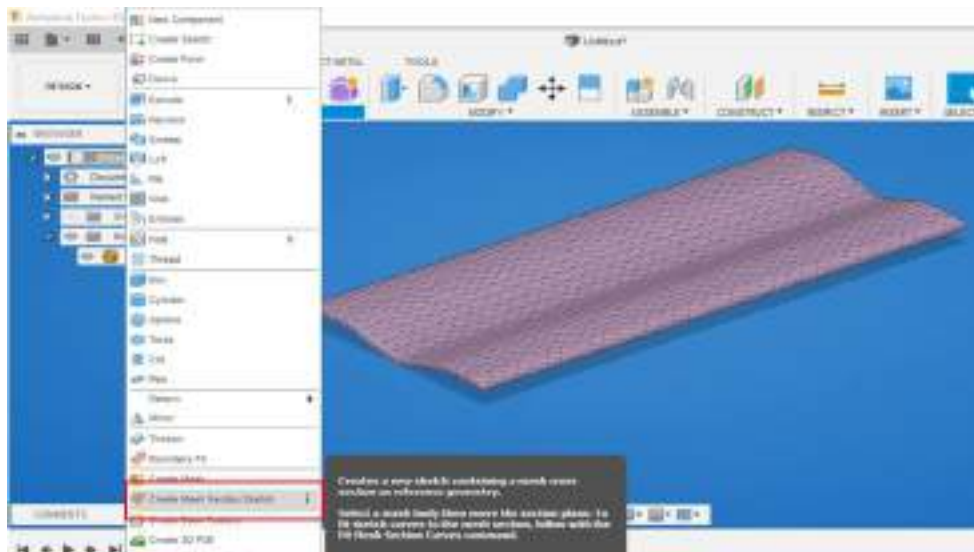 Untitled*
TOOLS
DESIGN
MODIFY
ASSEMBLE
CONSTRUCT
INSPECT
INSERT
BROWSER
New Component
Create Sketch
Create Form
Derive
Extrude
Revolve
Sweep
Loft
Rib
Web
Emboss
Hole
Thread
Box
Cylinder
Sphere
Torus
Coil
Pipe
Pattern
Mirror
Thicken
Boundary Fill
Create Mesh
Create Mesh Section Sketch
Create Base Feature
Create 3D PCB
Creates a new sketch containing a mesh cross
section as reference geometry.
Select a mesh body then move the section plane. To
fit sketch curves to the mesh section, follow with the
Fit Mesh Section Curves command.
COMMENTS